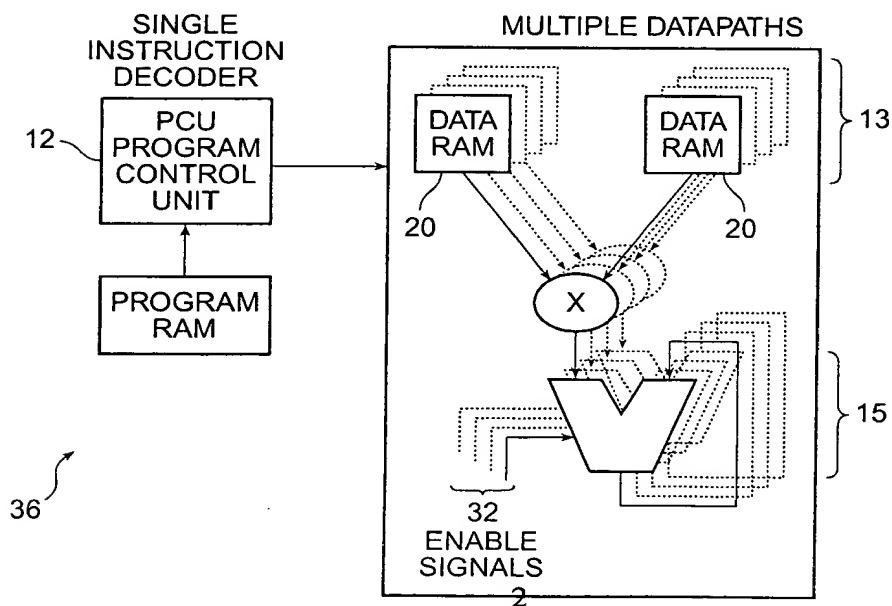 SINGLE
INSTRUCTION
DECODER
MULTIPLE DATAPATHS
12
PCU
PROGRAM
CONTROL
UNIT
DATA
RAM
DATA
RAM
13
20
20
PROGRAM
RAM
X
15
36
32
ENABLE
SIGNALS
2